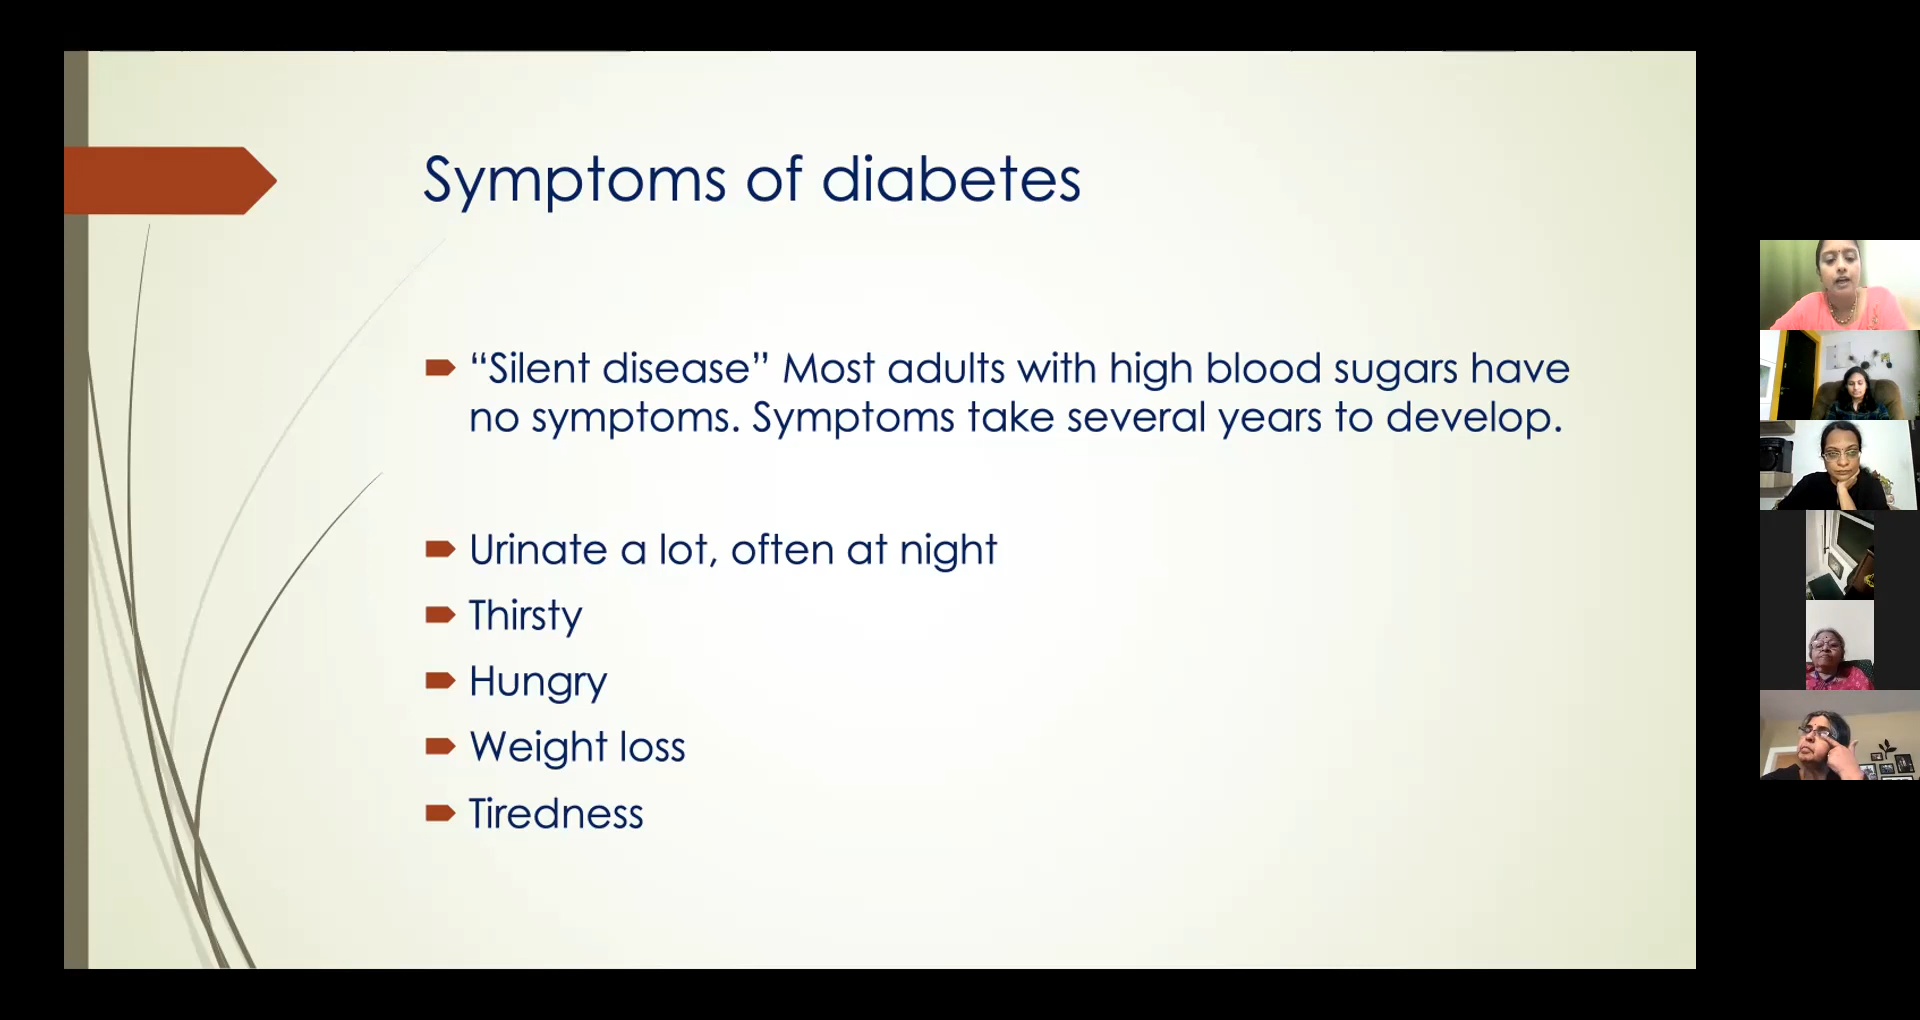 Symptoms of diabetes
“Silent disease” Most adults with high blood sugars have
no symptoms. Symptoms take several years to develop.
Urinate a lot, often at night
Thirsty
Hungry
Weight loss
Tiredness